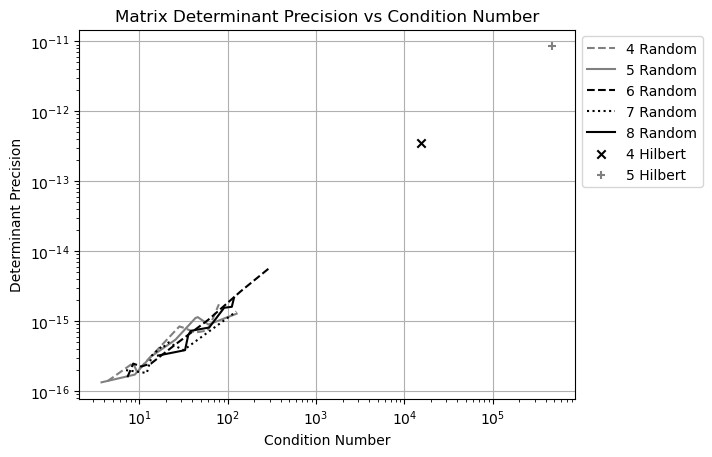 Matrix Determinant Precision vs Condition Number
10⁻¹¹
10⁻¹²
10⁻¹³
10⁻¹⁴
10⁻¹⁵
10⁻¹⁶
Determinant Precision
10¹ 10² 10³ 10⁴ 10⁵
Condition Number
4 Random
5 Random
6 Random
7 Random
8 Random
4 Hilbert
5 Hilbert